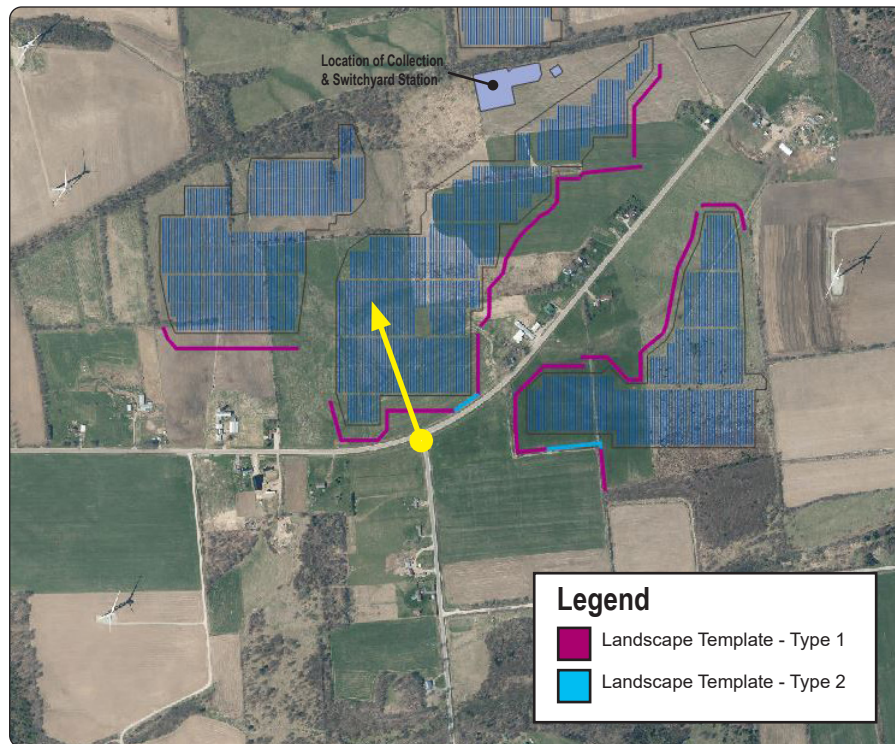 Location of Collection
& Switchyard Station
Legend
Landscape Template - Type 1
Landscape Template - Type 2